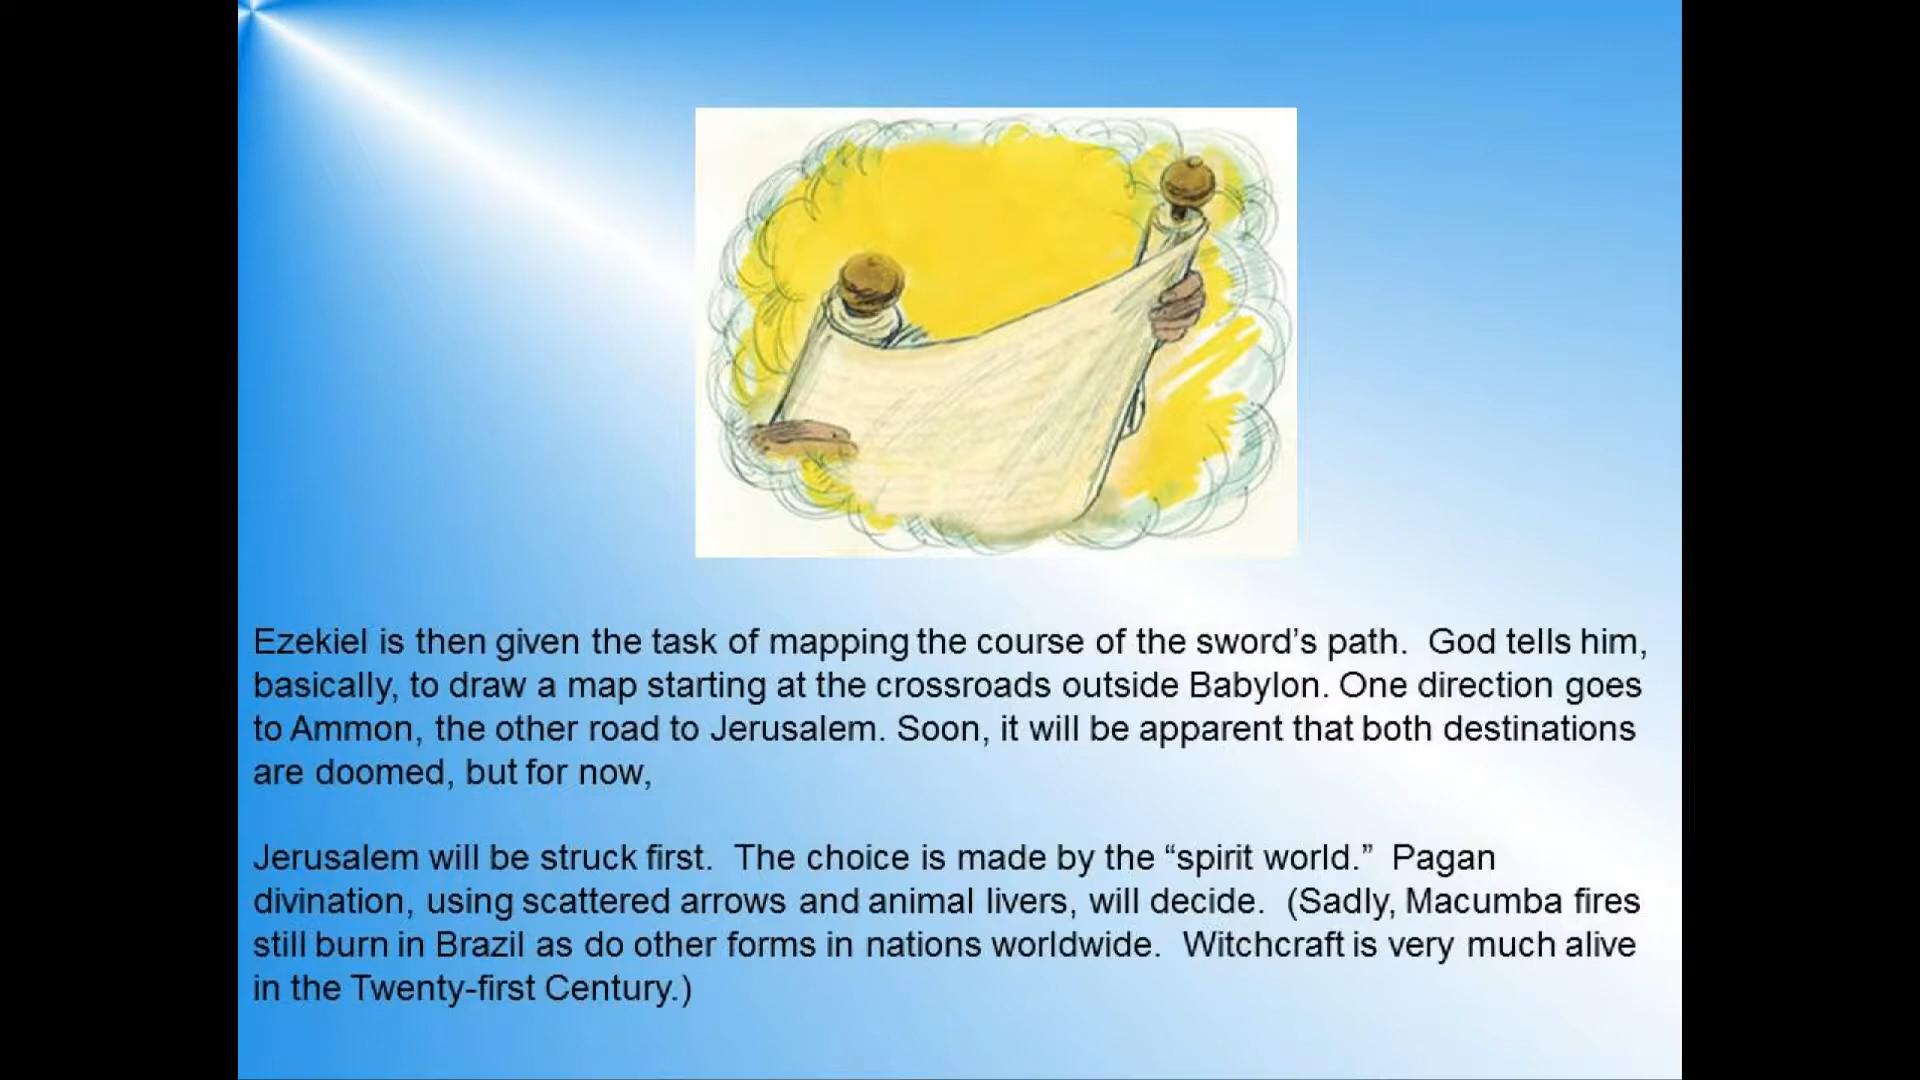 Ezekiel is then given the task of mapping the course of the sword’s path.  God tells him,
basically, to draw a map starting at the crossroads outside Babylon. One direction goes
to Ammon, the other road to Jerusalem. Soon, it will be apparent that both destinations
are doomed, but for now,
Jerusalem will be struck first.  The choice is made by the “spirit world.”  Pagan
divination, using scattered arrows and animal livers, will decide.  (Sadly, Macumba fires
still burn in Brazil as do other forms in nations worldwide.  Witchcraft is very much alive
in the Twenty-first Century.)